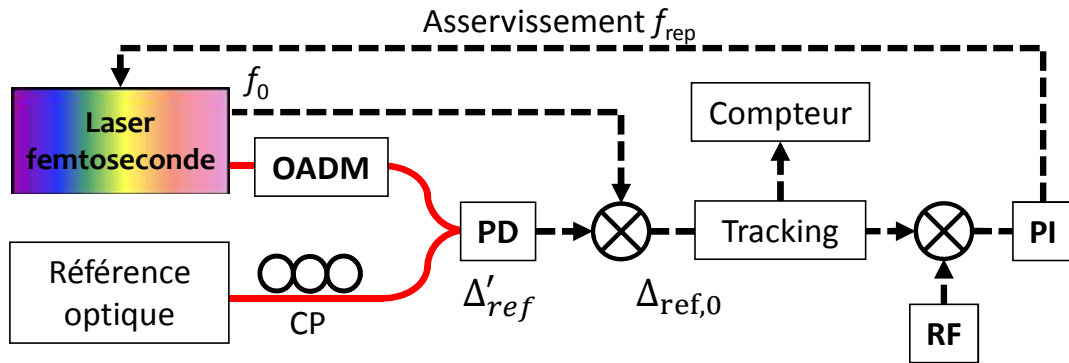 Asservissement f_rep
f_0
Laser
femtoseconde
OADM
Compteur
PD
Tracking
PI
Référence
optique
CP
Δ'_ref
Δ_ref,0
RF